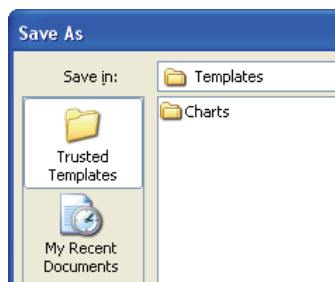 Save As
Save in:
Templates
Charts
Trusted
Templates
My Recent
Documents